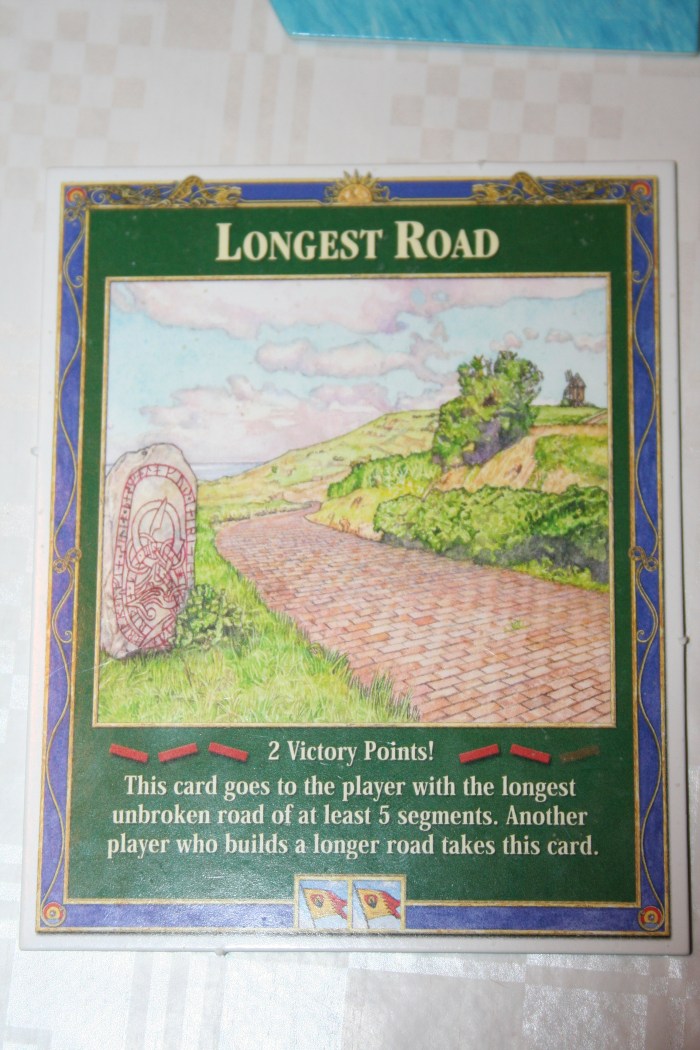 LONGEST ROAD
2 Victory Points!
This card goes to the player with the longest
unbroken road of at least 5 segments. Another
player who builds a longer road takes this card.